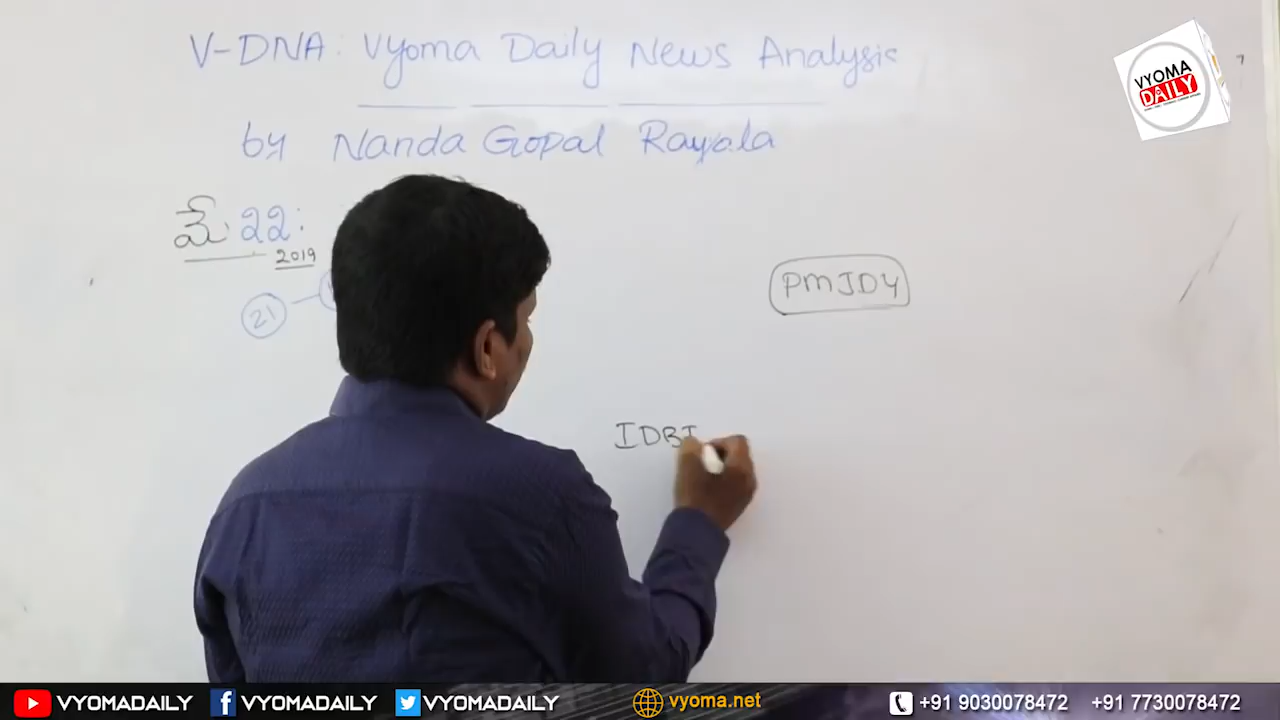 V-DNA: Vyoma Daily News Analysis
by Nanda Gopal Rayala
మే 22:
2019
21
PMJDY
IDBI
VYOMA
DAILY
VYOMADAILY
VYOMADAILY
VYOMADAILY
vyoma.net
+91 9030078472
+91 7730078472